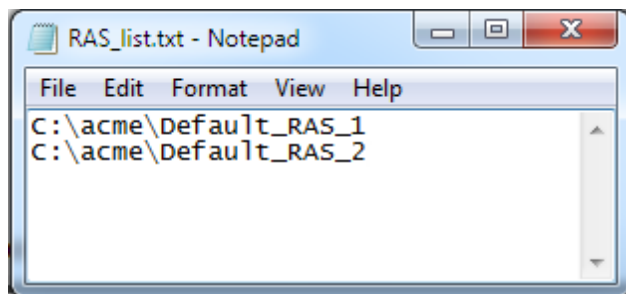 RAS_list.txt - Notepad
File Edit Format View Help
C:\acme\Default_RAS_1
C:\acme\Default_RAS_2